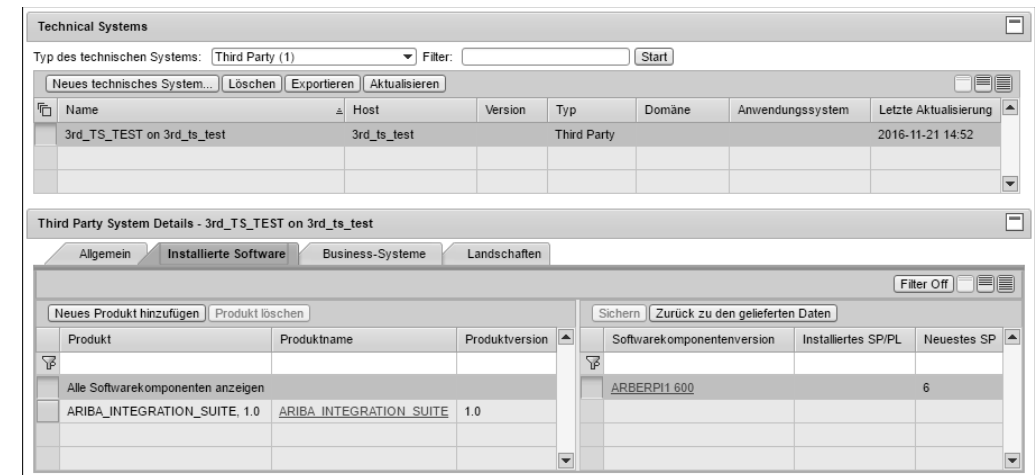 Technical Systems
Typ des technischen Systems: Third Party (1) Filter: Start
Neues technisches System... Löschen Exportieren Aktualisieren
Name Host Version Typ Domäne Anwendungssystem Letzte Aktualisierung
3rd_TS_TEST on 3rd_ts_test 3rd_ts_test Third Party 2016-11-21 14:52
Third Party System Details - 3rd_TS_TEST on 3rd_ts_test
Allgemein Installierte Software Business-Systeme Landschaften
Filter Off
Neues Produkt hinzufügen Produkt löschen Sichern Zurück zu den gelieferten Daten
Produkt Produktname Produktversion Softwarekomponentenversion Installiertes SP/PL Neuestes SP
Alle Softwarekomponenten anzeigen ARBERPI1 600 6
ARIBA_INTEGRATION_SUITE, 1.0 ARIBA_INTEGRATION_SUITE 1.0